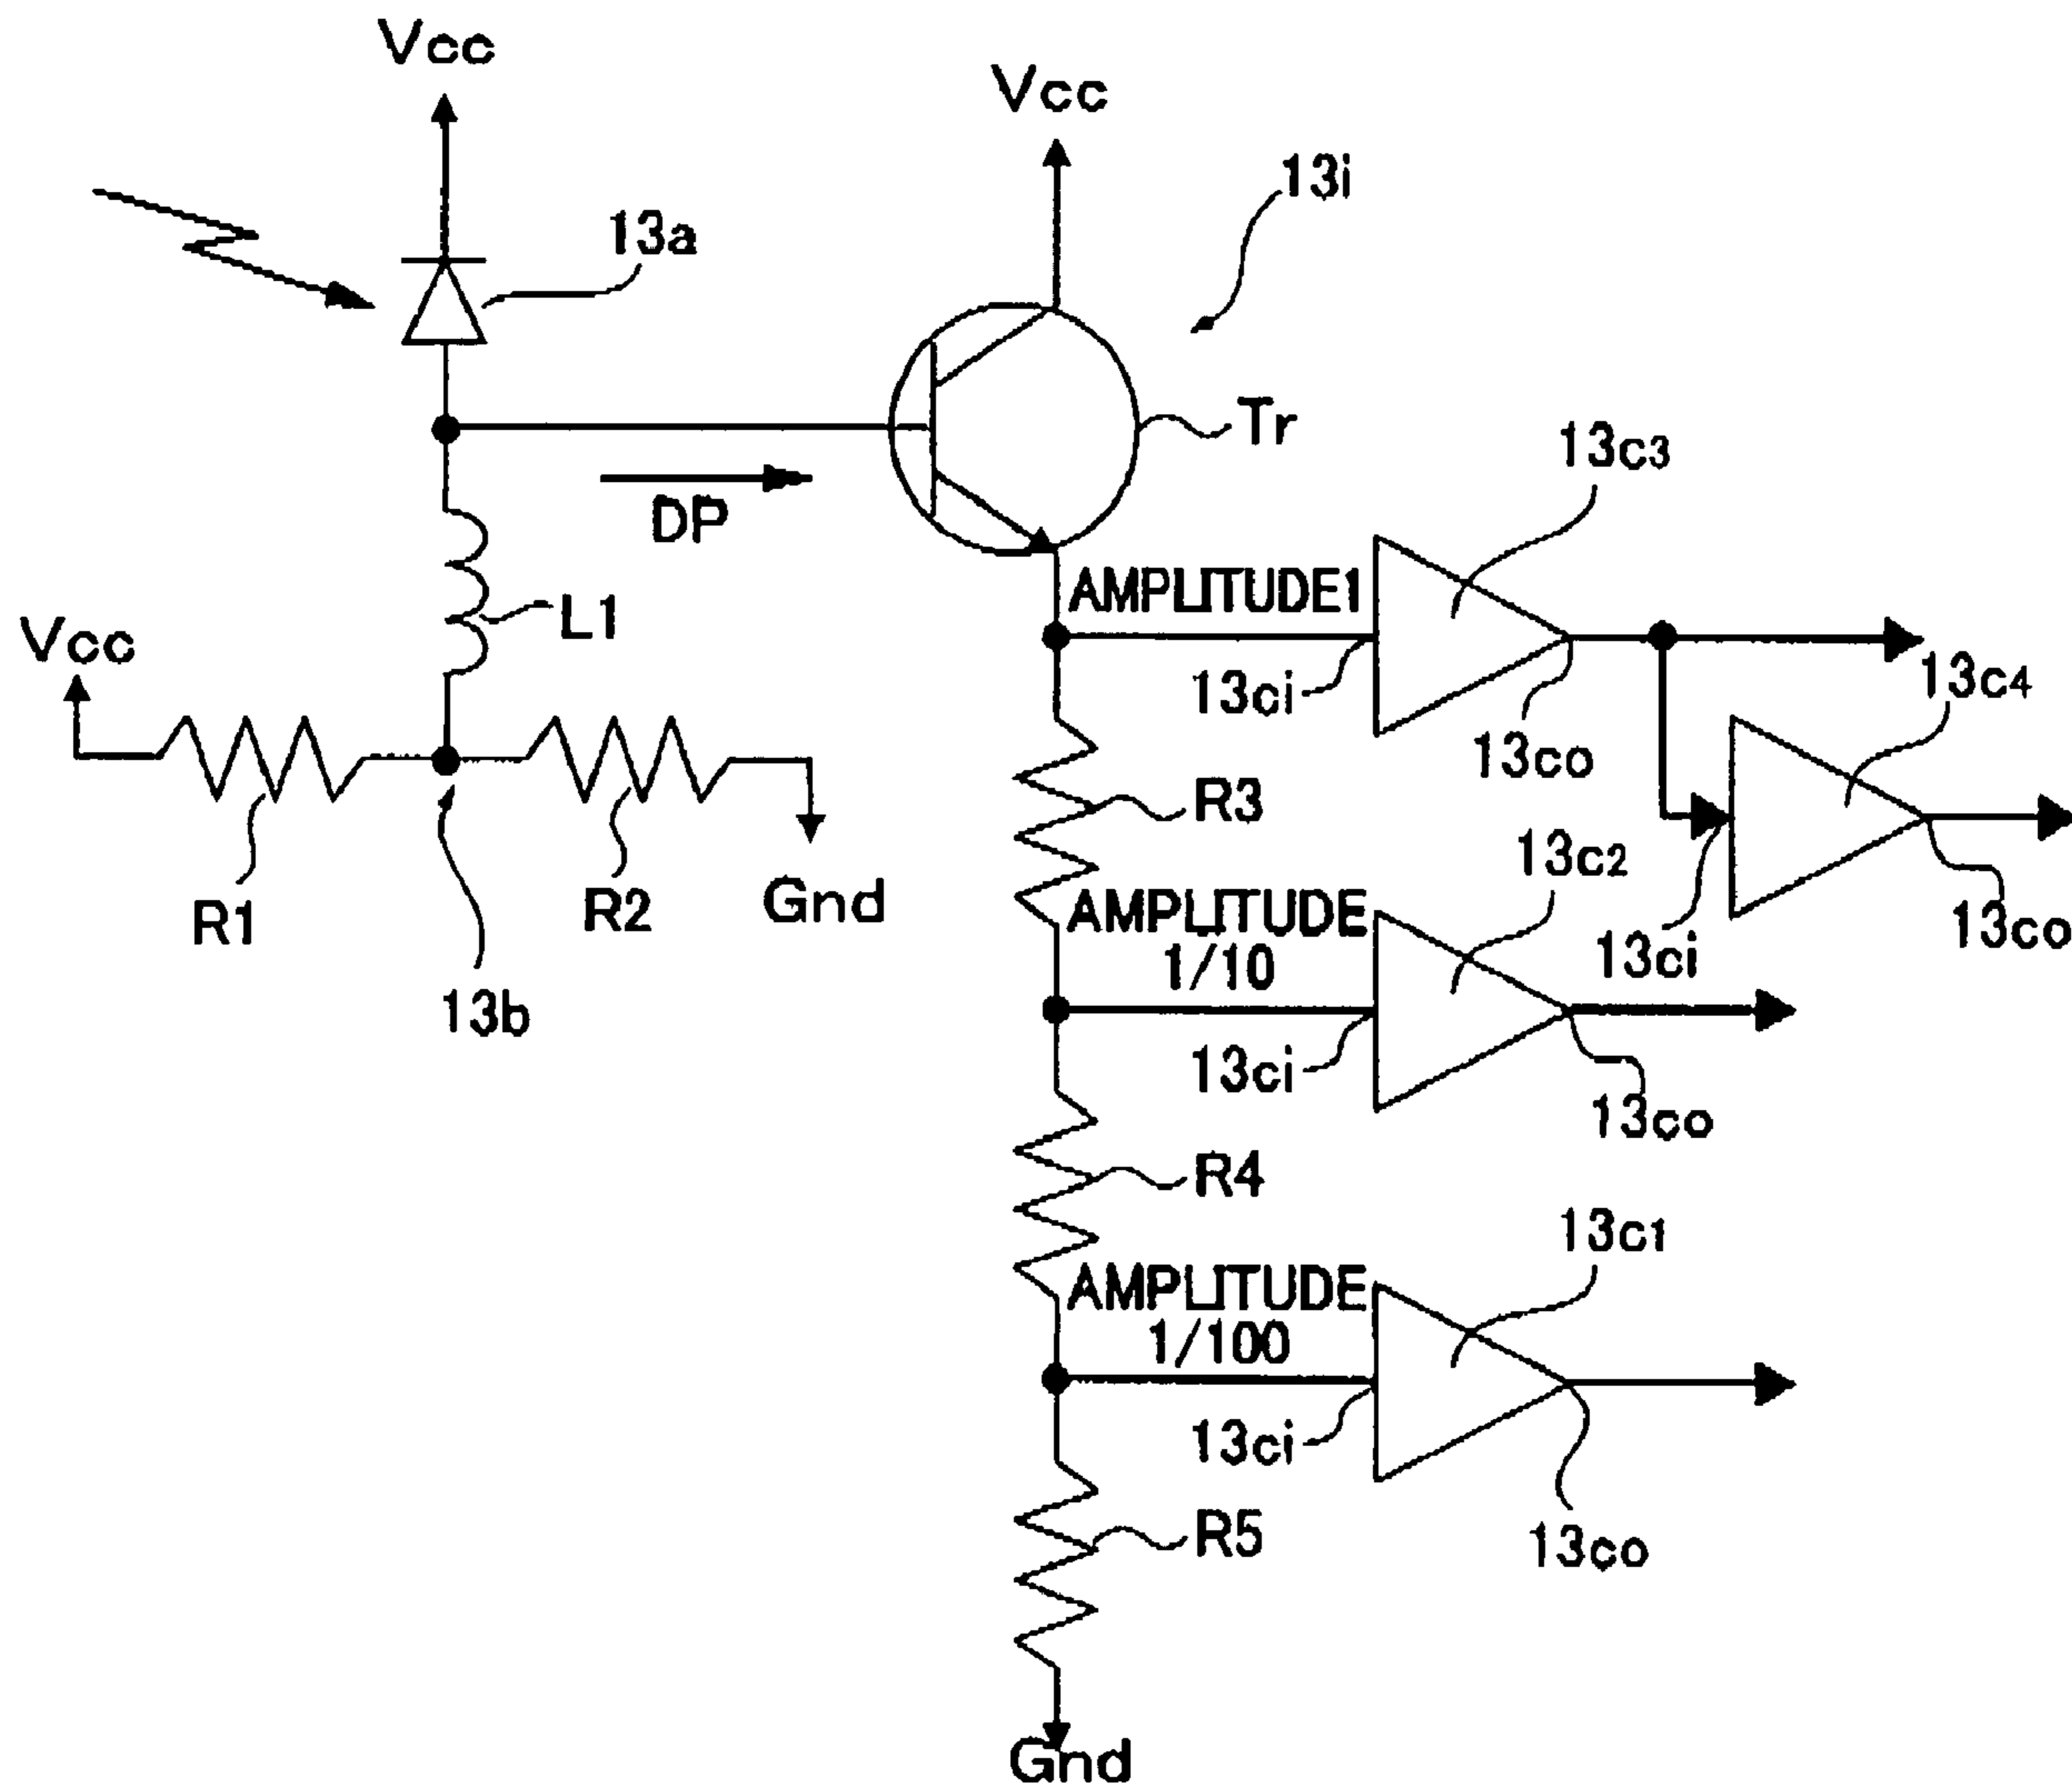 Vcc
Vcc
13i
13a
Tr
13c3
DP
AMPLITUDE1
L1
Vcc
13ci
13c4
13co
R3
13c2
R1
R2
Gnd
AMPLITUDE
1/10
13ci
13co
13b
13ci
13co
R4
13c1
AMPLITUDE
1/100
13ci
R5
13co
Gnd